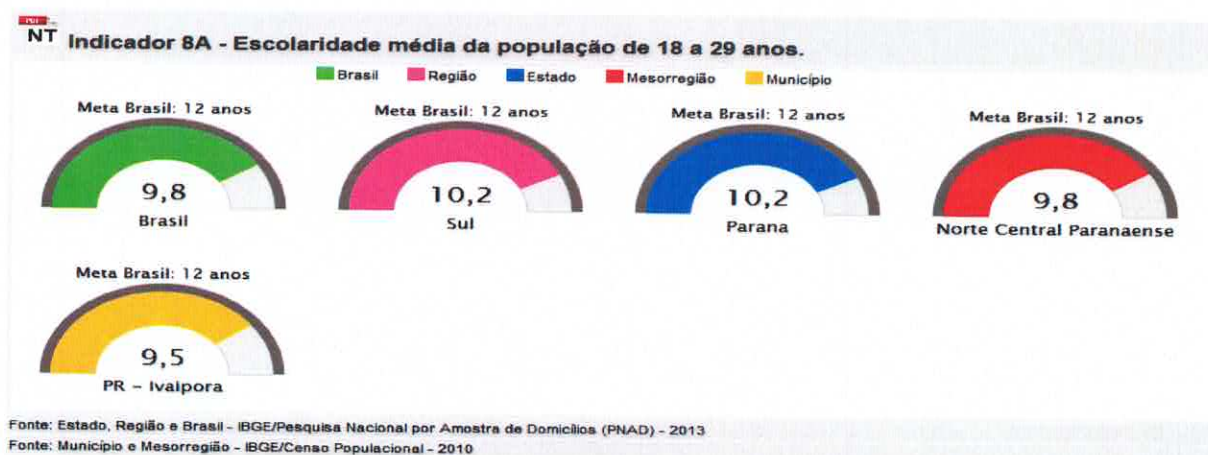 NT Indicador 8A - Escolaridade média da população de 18 a 29 anos.
Brasil Região Estado Mesorregião Município
Meta Brasil: 12 anos Meta Brasil: 12 anos Meta Brasil: 12 anos Meta Brasil: 12 anos
9,8 10,2 10,2 9,8
Brasil Sul Parana Norte Central Paranaense
Meta Brasil: 12 anos
9,5
PR - Ivaipora
Fonte: Estado, Região e Brasil - IBGE/Pesquisa Nacional por Amostra de Domicílios (PNAD) - 2013
Fonte: Município e Mesorregião - IBGE/Censo Populacional - 2010